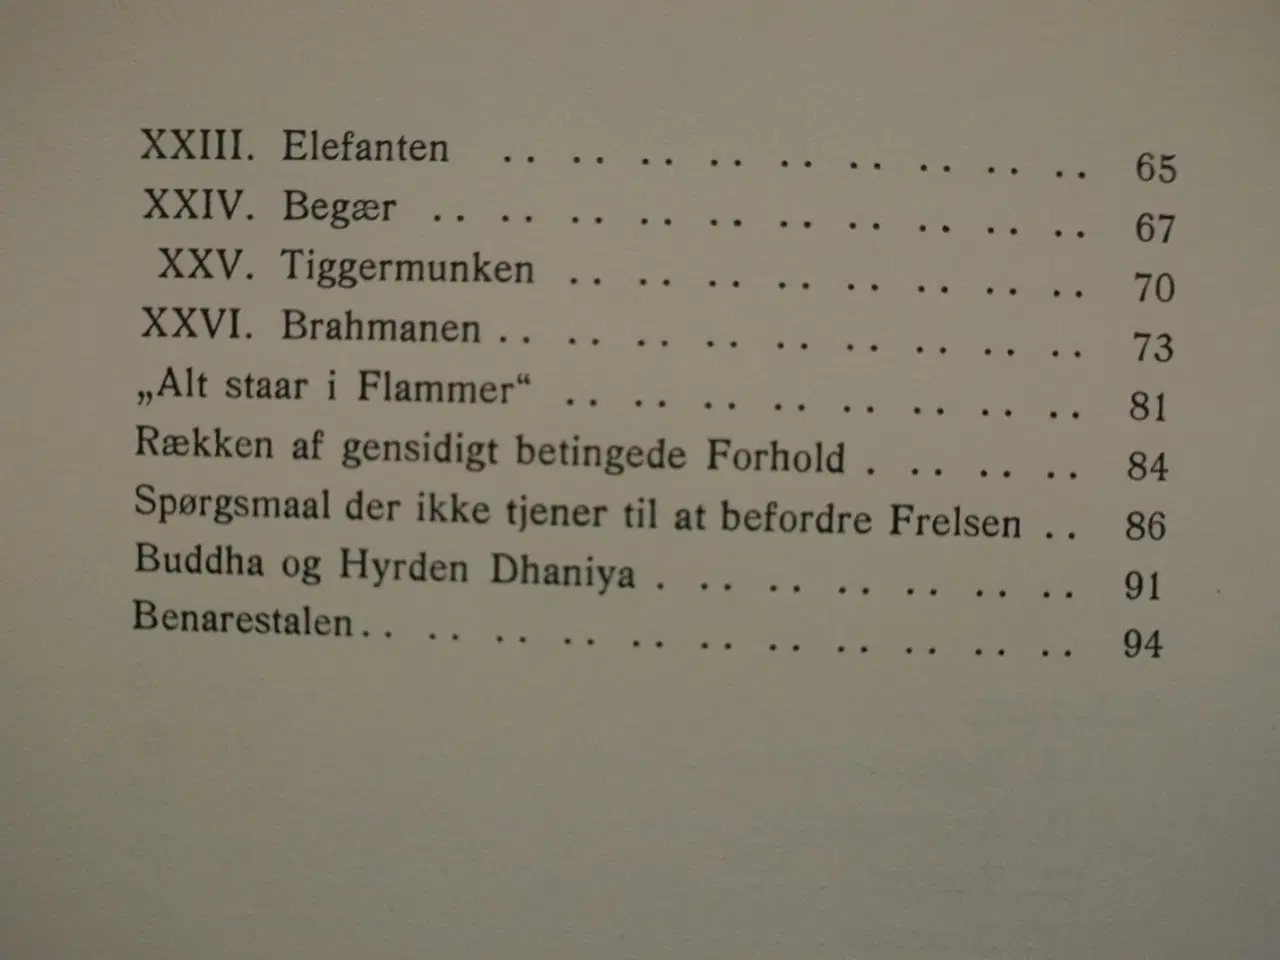 XXIII. Elefanten .. .. .. .. .. .. .. .. .. 65
XXIV. Begær .. .. .. .. .. .. .. .. .. .. 67
XXV. Tiggermunken .. .. .. .. .. .. .. .. 70
XXVI. Brahmanen .. .. .. .. .. .. .. .. .. 73
„Alt staar i Flammer“ .. .. .. .. .. .. .. .. 81
Rækken af gensidigt betingede Forhold . .. .. .. 84
Spørgsmaal der ikke tjener til at befordre Frelsen .. 86
Buddha og Hyrden Dhaniya . .. .. .. .. .. .. 91
Benarestalen .. .. .. .. .. .. .. .. .. .. .. 94